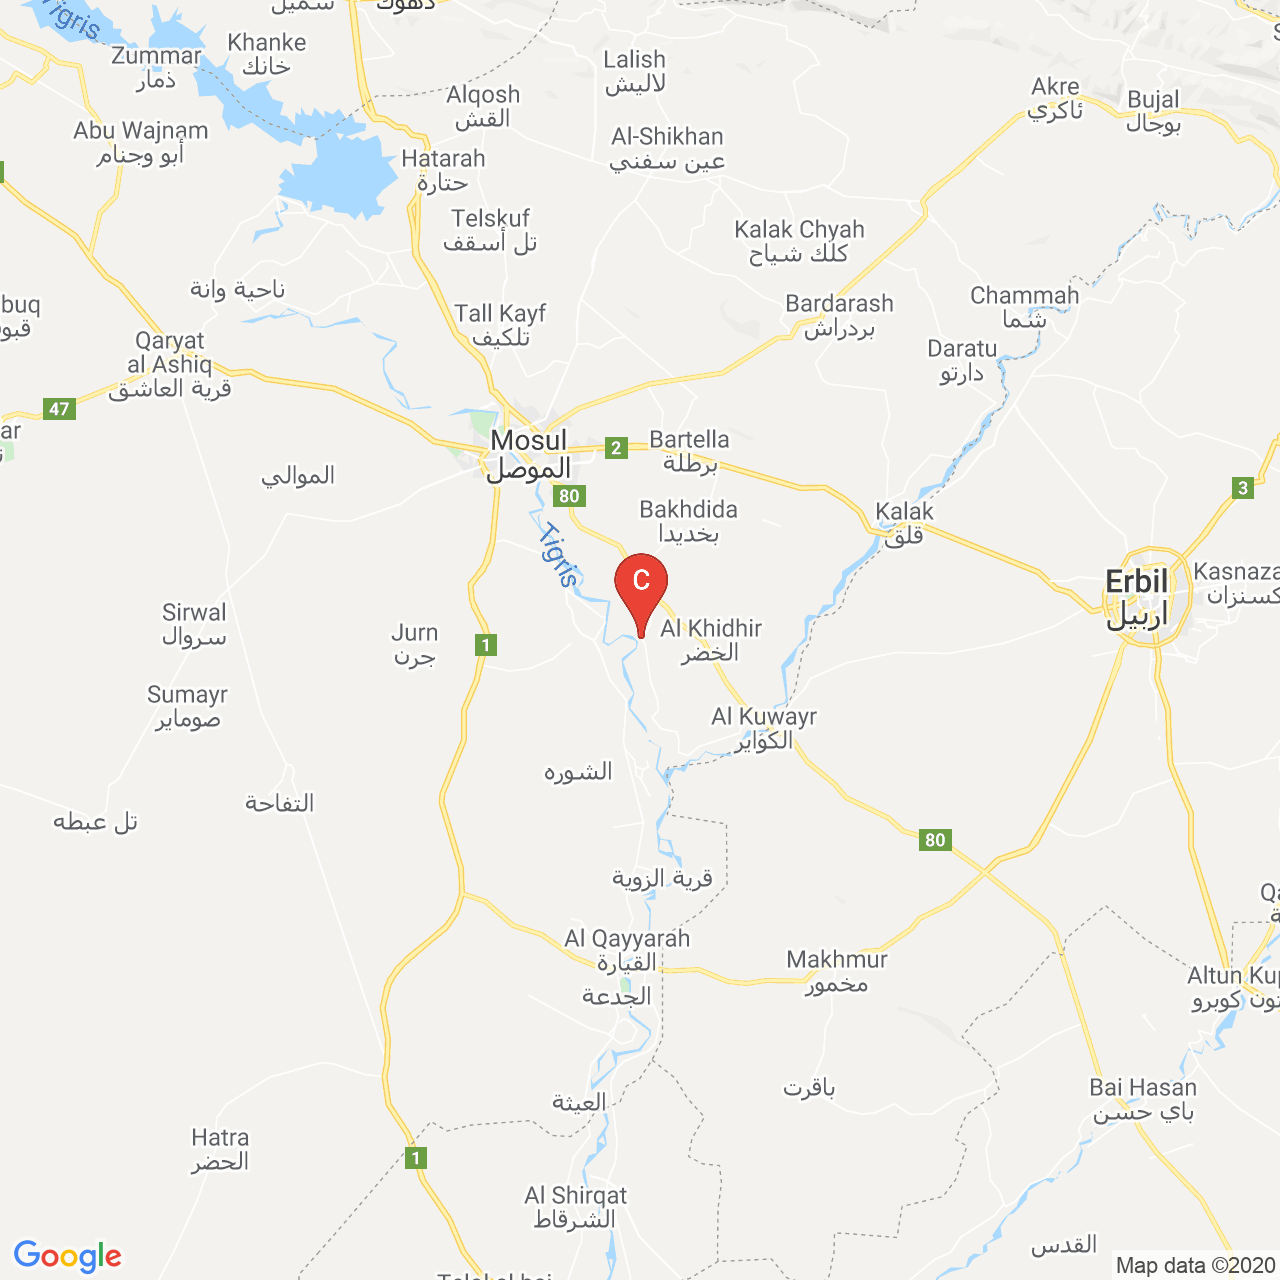 Tigris
سميل
دهوك
Khanke
خانك
Zummar
ذمار
Lalish
لاليش
Akre
ئاكري
Bujal
بوجال
Alqosh
القش
Abu Wajnam
أبو وجنام
Al-Shikhan
عين سفني
Hatarah
حتارة
Telskuf
تل أسقف
Kalak Chyah
كلك شياح
ناحية وانة
Chammah
شما
Bardarash
بردراش
Tall Kayf
تلكيف
Qaryat
al Ashiq
قرية العاشق
Daratu
دارتو
47
Mosul
الموصل
2
Bartella
برطلة
الموالي
80
3
Bakhdida
بخديدا
Kalak
قلق
Tigris
C
Erbil
اربيل
Kasnaza
كسنزان
Sirwal
سروال
Jurn
جرن
1
Al Khidhir
الخضر
Sumayr
صوماير
Al Kuwayr
الكوير
الشوره
التفاحة
تل عبطه
80
قرية الزوية
Al Qayyarah
القيارة
Makhmur
مخمور
الجدعة
Altun Kup
تون كوبرو
باقرت
العيثة
Bai Hasan
باي حسن
Hatra
الحضر
1
Al Shirqat
الشرقاط
القدس
Google
Map data ©2020